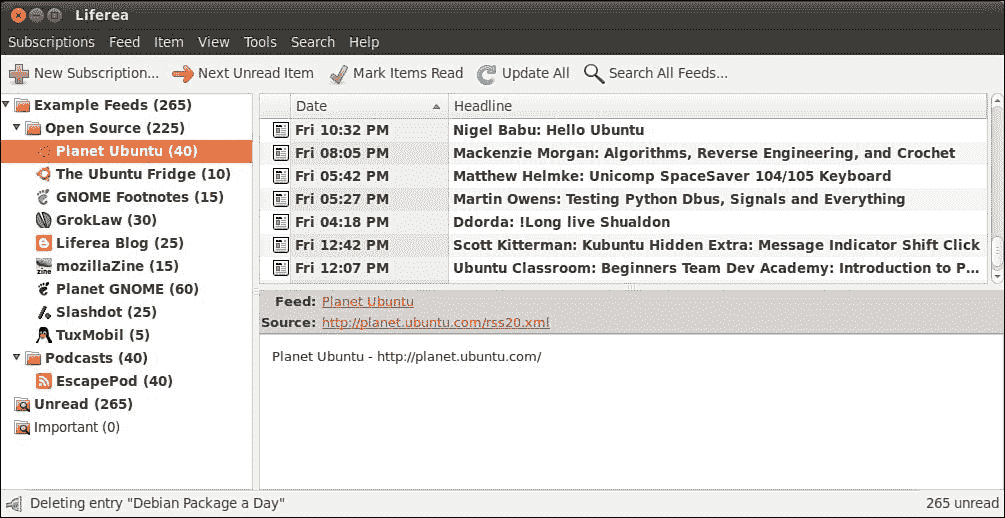 Liferea
Subscriptions Feed Item View Tools Search Help
New Subscription... Next Unread Item Mark Items Read Update All Search All Feeds...
Example Feeds (265)
Open Source (225)
Planet Ubuntu (40)
The Ubuntu Fridge (10)
GNOME Footnotes (15)
GrokLaw (30)
Liferea Blog (25)
mozillaZine (15)
Planet GNOME (60)
Slashdot (25)
TuxMobil (5)
Podcasts (40)
EscapePod (40)
Unread (265)
Important (0)
Date Headline
Fri 10:32 PM Nigel Babu: Hello Ubuntu
Fri 08:05 PM Mackenzie Morgan: Algorithms, Reverse Engineering, and Crochet
Fri 05:42 PM Matthew Helmke: Unicomp SpaceSaver 104/105 Keyboard
Fri 05:27 PM Martin Owens: Testing Python Dbus, Signals and Everything
Fri 04:18 PM Ddorda: !Long live Shualdon
Fri 12:42 PM Scott Kitterman: Kubuntu Hidden Extra: Message Indicator Shift Click
Fri 12:07 PM Ubuntu Classroom: Beginners Team Dev Academy: Introduction to P...
Feed: Planet Ubuntu
Source: http://planet.ubuntu.com/rss20.xml
Planet Ubuntu - http://planet.ubuntu.com/
Deleting entry "Debian Package a Day" 265 unread